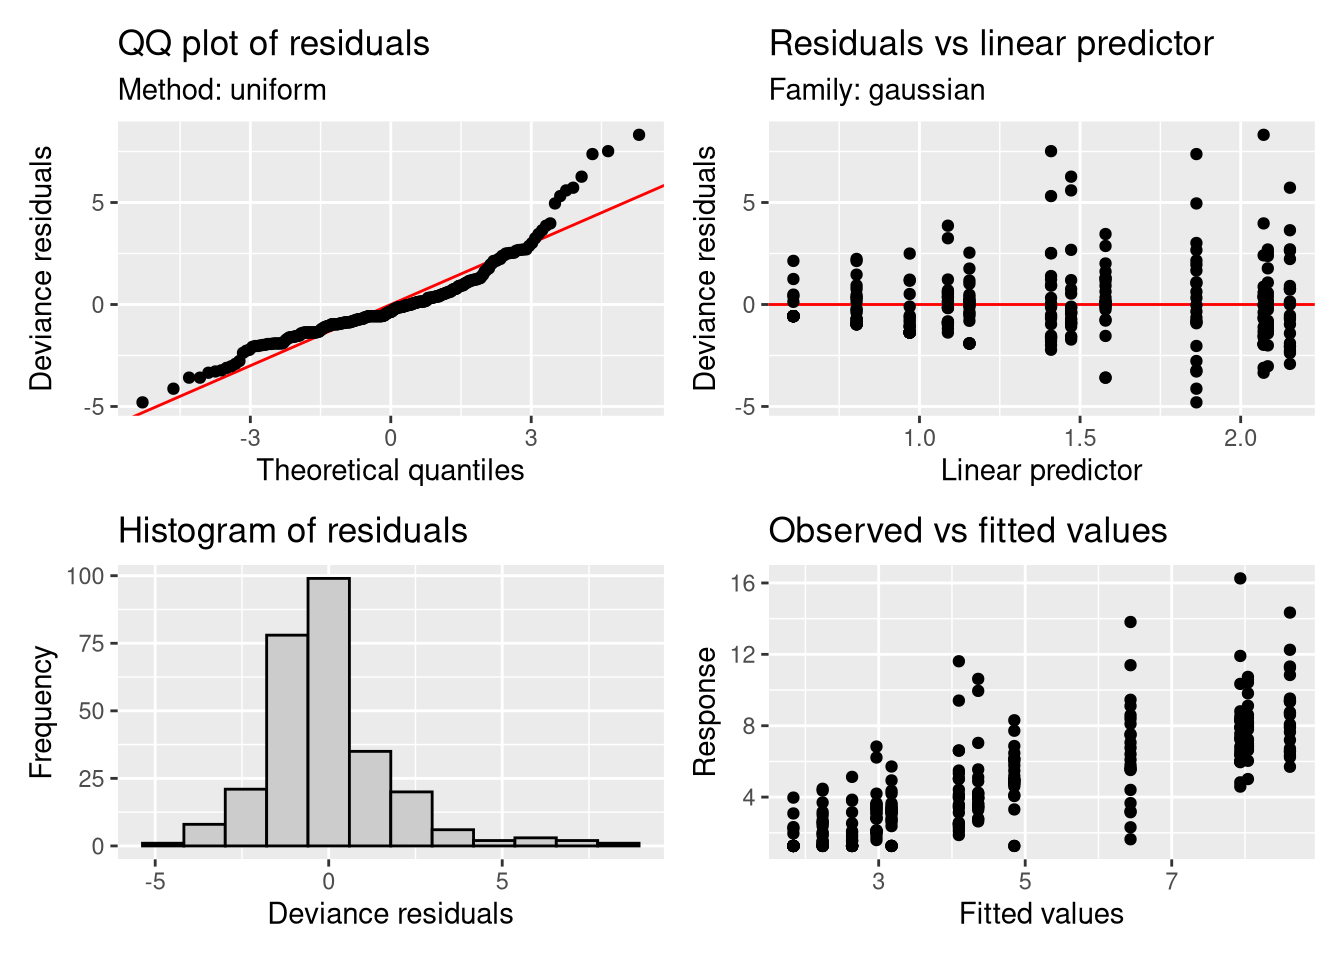 QQ plot of residuals
Method: uniform
Deviance residuals
5
0
-5
-3
0
3
Theoretical quantiles
Residuals vs linear predictor
Family: gaussian
Deviance residuals
5
0
-5
1.0
1.5
2.0
Linear predictor
Histogram of residuals
Frequency
100
75
50
25
0
-5
0
5
Deviance residuals
Observed vs fitted values
Response
16
12
8
4
3
5
7
Fitted values